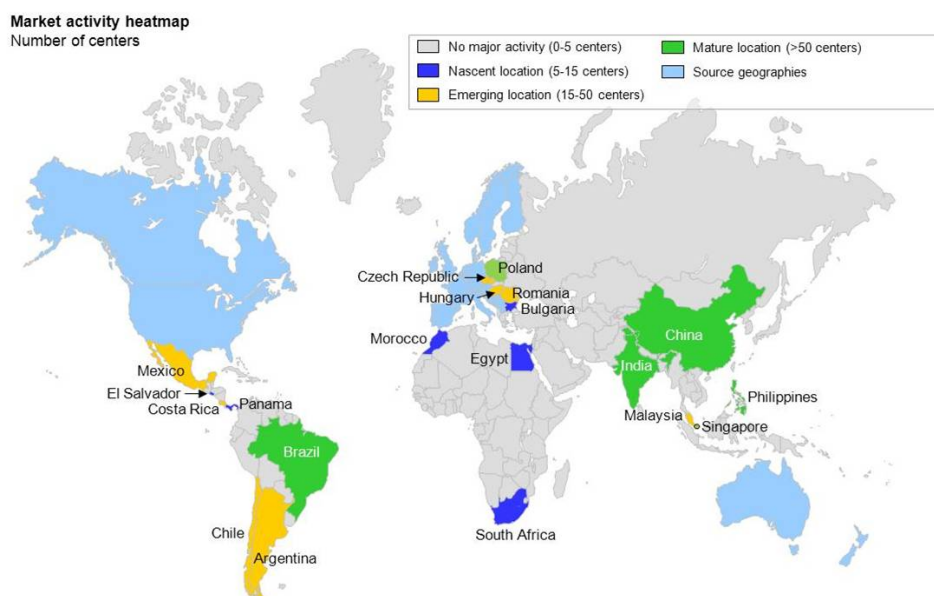 Market activity heatmap
Number of centers
No major activity (0-5 centers)
Nascent location (5-15 centers)
Emerging location (15-50 centers)
Mature location (>50 centers)
Source geographies
Poland
Czech Republic
Hungary
Romania
Bulgaria
China
Morocco
Egypt
India
Mexico
El Salvador
Costa Rica
Panama
Philippines
Malaysia
Singapore
Brazil
South Africa
Chile
Argentina